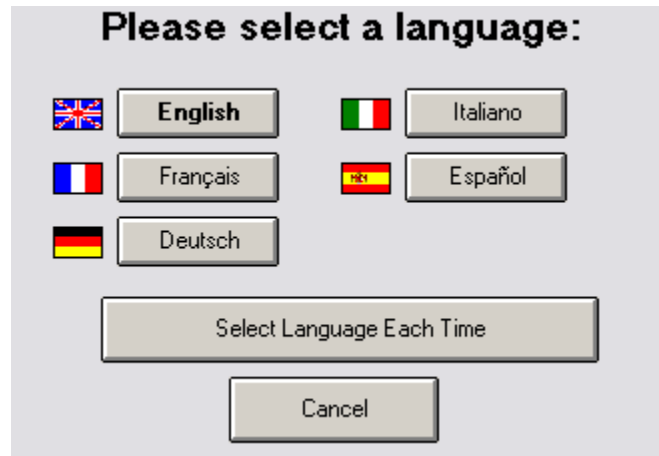 Please select a language:
English
Italiano
Français
Español
Deutsch
Select Language Each Time
Cancel